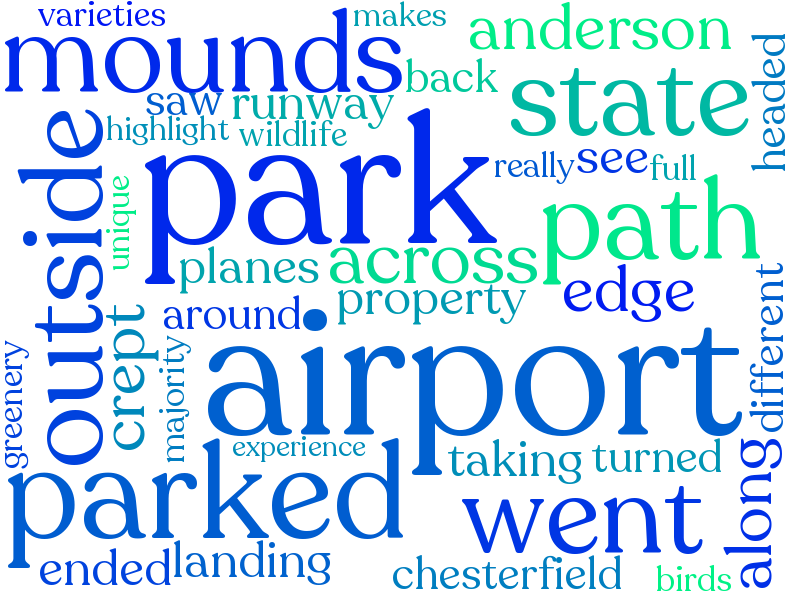 varieties
makes
anderson
mounds
back
state
headed
saw
runway
highlight
wildlife
park
really
see
full
outside
unique
path
planes
across
edge
property
around
crept
airport
different
greenery
majority
experience
parked
taking
turned
went
along
ended
landing
chesterfield
birds